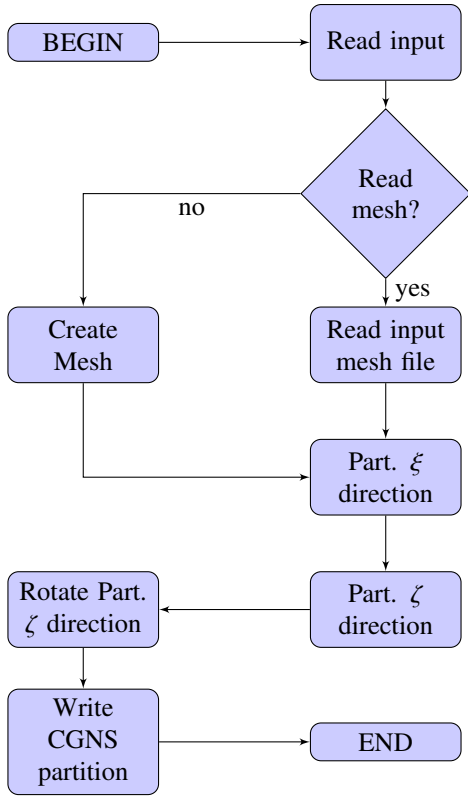 BEGIN
Read input
Read
mesh?
no
yes
Create
Mesh
Read input
mesh file
Part. ξ
direction
Rotate Part.
ζ direction
Part. ζ
direction
Write
CGNS
partition
END